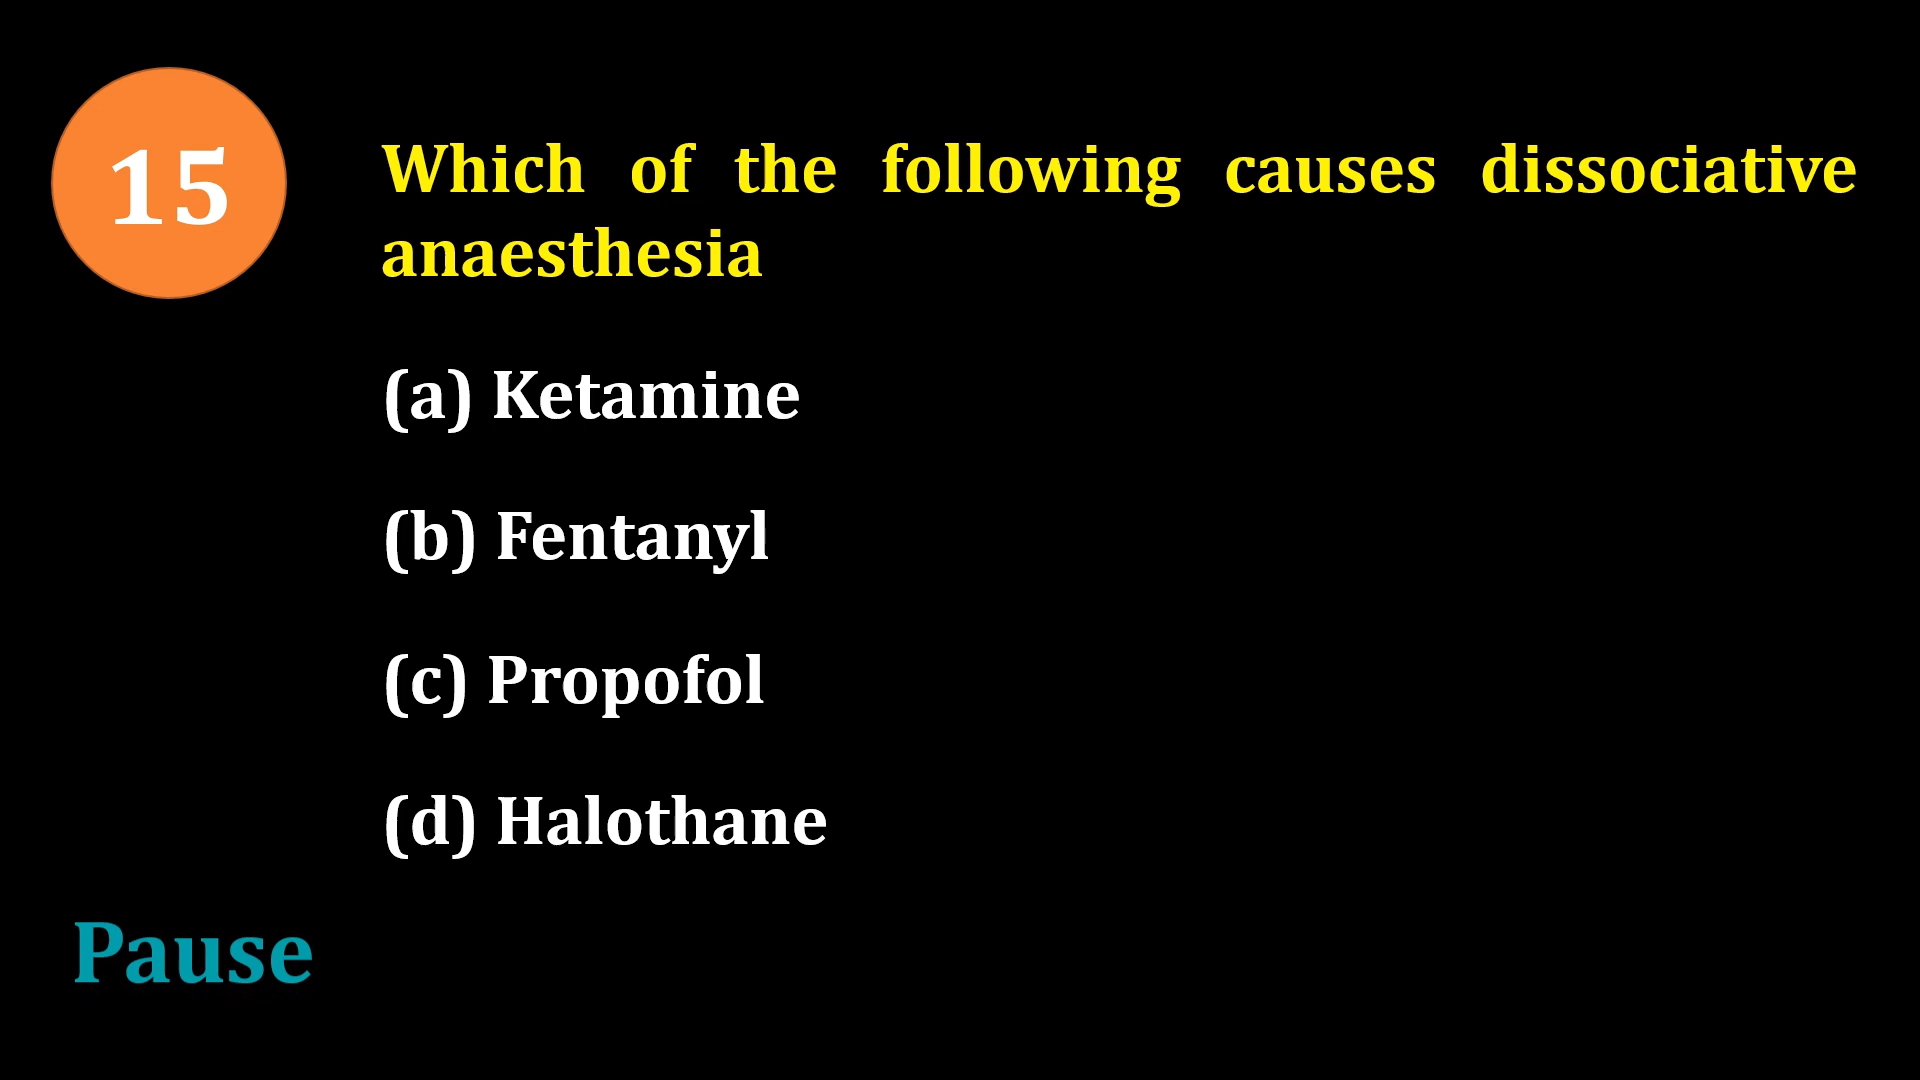 15
Which of the following causes dissociative
anaesthesia
(a) Ketamine
(b) Fentanyl
(c) Propofol
(d) Halothane
Pause